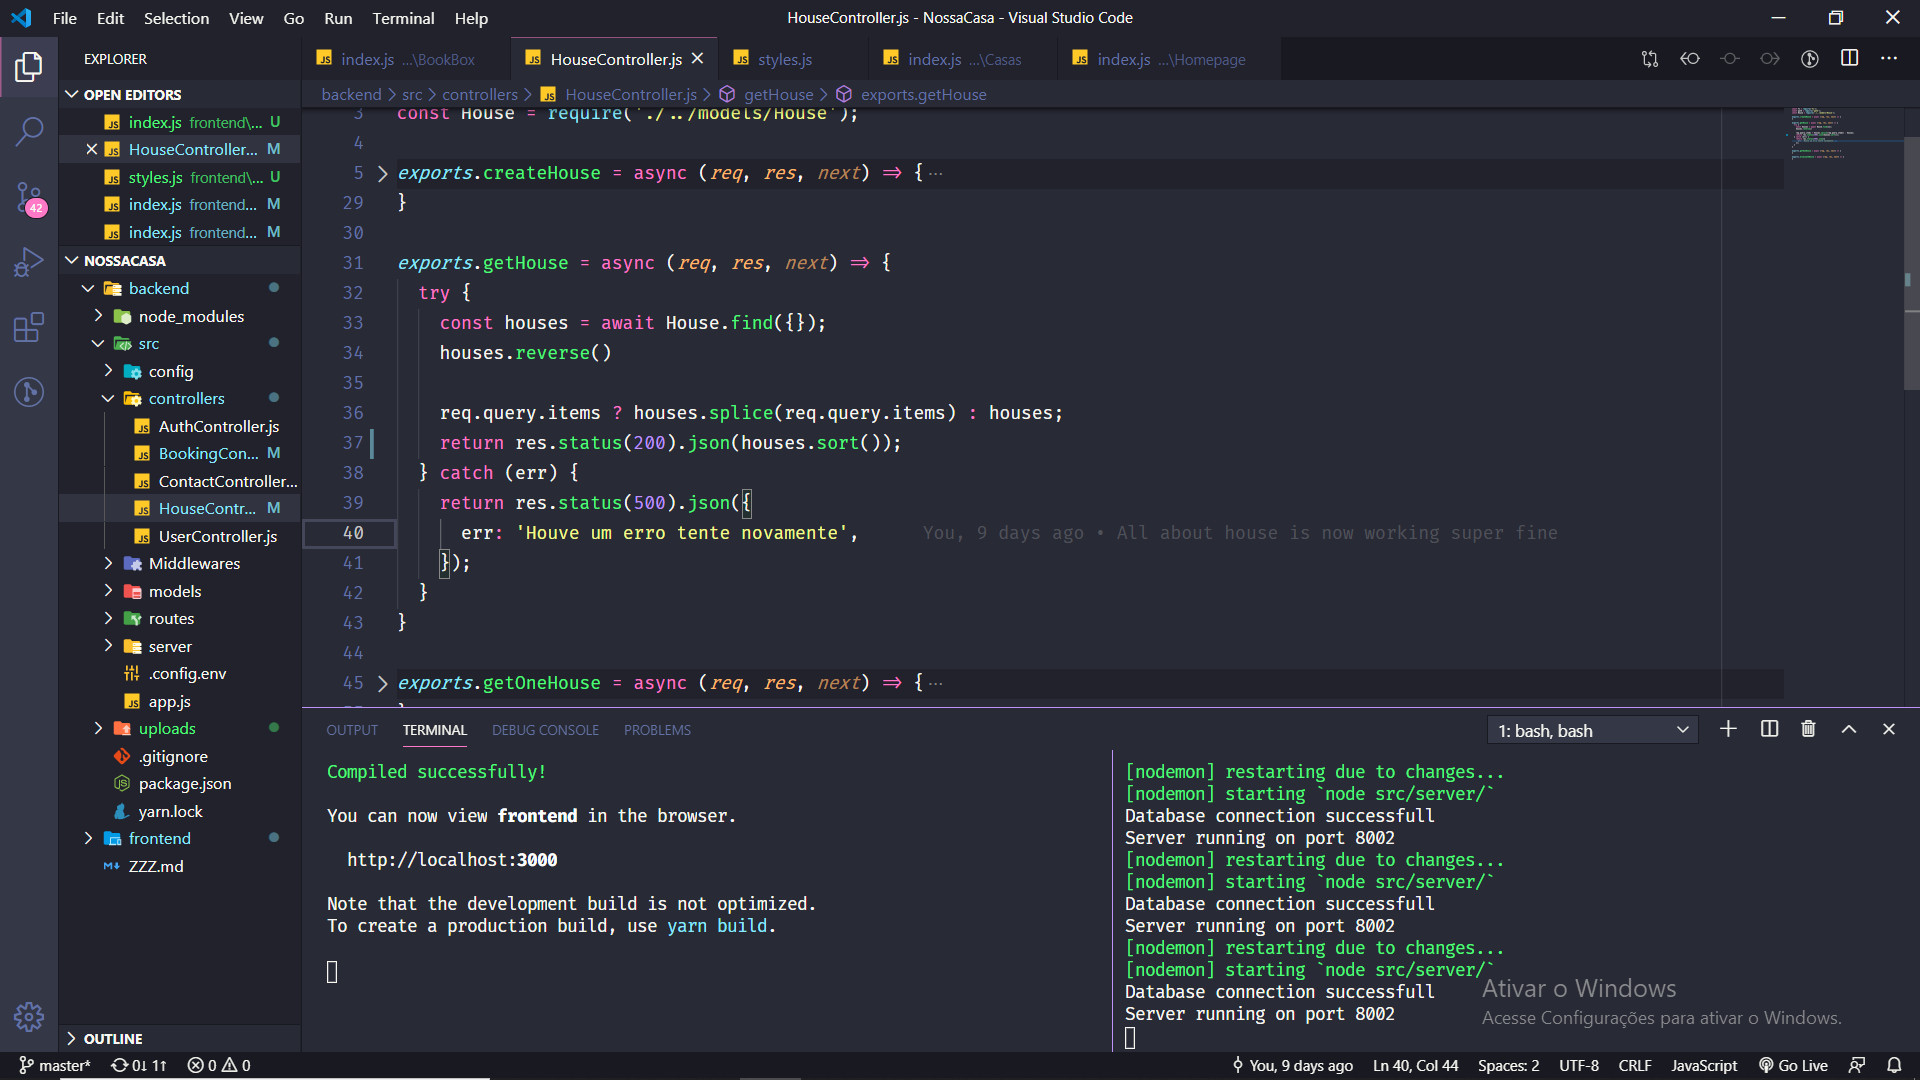 File Edit Selection View Go Run Terminal Help
HouseController.js - NossaCasa - Visual Studio Code
EXPLORER
OPEN EDITORS
index.js frontend\... U
HouseController... M
styles.js frontend\... U
index.js frontend... M
index.js frontend... M
NOSSACASA
backend
node_modules
src
config
controllers
AuthController.js
BookingCon... M
ContactController...
HouseContr... M
UserController.js
Middlewares
models
routes
server
.config.env
app.js
uploads
.gitignore
package.json
yarn.lock
frontend
ZZZ.md
OUTLINE
42
index.js ...\BookBox
HouseController.js
styles.js
index.js ...\Casas
index.js ...\Homepage
backend > src > controllers > HouseController.js > getHouse > exports.getHouse
3 const House = require('./../models/House');
4
5 exports.createHouse = async (req, res, next) => {...
29 }
30
31 exports.getHouse = async (req, res, next) => {
32 try {
33 const houses = await House.find({});
34 houses.reverse()
35
36 req.query.items ? houses.splice(req.query.items) : houses;
37 return res.status(200).json(houses.sort());
38 } catch (err) {
39 return res.status(500).json({
40 err: 'Houve um erro tente novamente', You, 9 days ago • All about house is now working super fine
41 });
42 }
43 }
44
45 exports.getOneHouse = async (req, res, next) => {...
OUTPUT TERMINAL DEBUG CONSOLE PROBLEMS
1: bash, bash
Compiled successfully!
You can now view frontend in the browser.
http://localhost:3000
Note that the development build is not optimized.
To create a production build, use yarn build.
[nodemon] restarting due to changes...
[nodemon] starting `node src/server/`
Database connection successfull
Server running on port 8002
[nodemon] restarting due to changes...
[nodemon] starting `node src/server/`
Database connection successfull
Server running on port 8002
[nodemon] restarting due to changes...
[nodemon] starting `node src/server/`
Database connection successfull
Server running on port 8002
Ativar o Windows
Acesse Configurações para ativar o Windows.
master* 0↓ 1↑ 0 0
You, 9 days ago Ln 40, Col 44 Spaces: 2 UTF-8 CRLF JavaScript Go Live